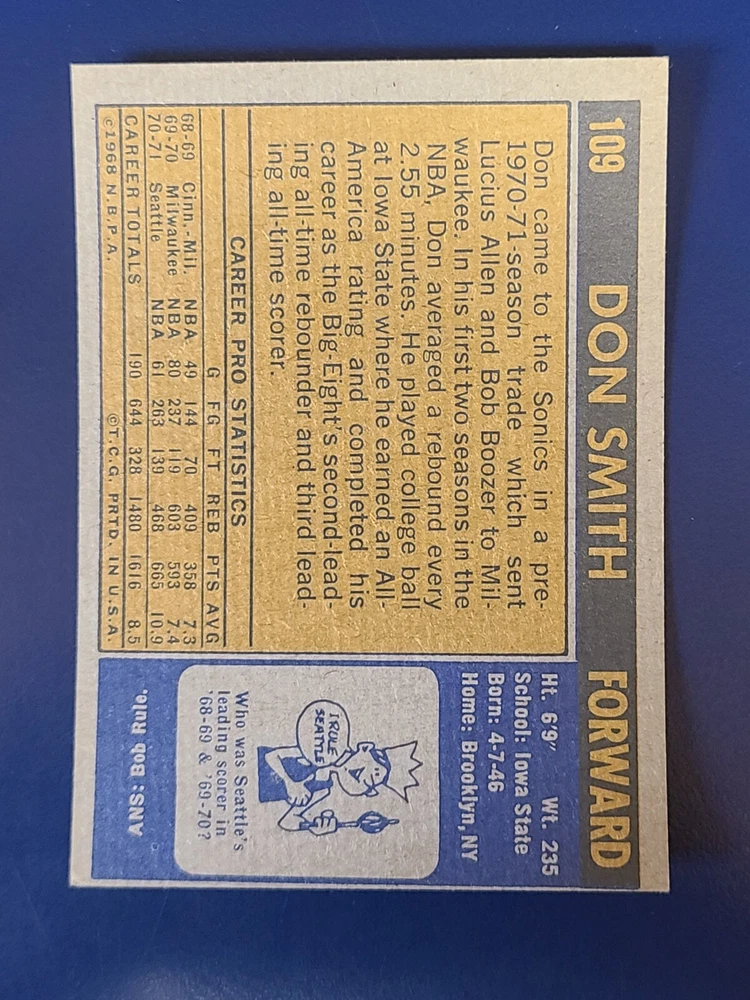 109 DON SMITH FORWARD
Don came to the Sonics in a pre-
1970-71-season trade which sent
Lucius Allen and Bob Boozer to Mil-
waukee. In his first two seasons in the
NBA, Don averaged a rebound every
2.55 minutes. He played college ball
at Iowa State where he earned an All-
America rating and completed his
career as the Big-Eight's second-lead-
ing all-time rebounder and third lead-
ing all-time scorer.
CAREER PRO STATISTICS
G FG FT REB PTS AVG
68-69 Cinn.-Mil. NBA 49 144 70 409 358 7.3
69-70 Milwaukee NBA 80 237 119 603 593 7.4
70-71 Seattle NBA 61 263 139 468 665 10.9
CAREER TOTALS 190 644 328 1480 1616 8.5
©1968 N.B.P.A. ©T.C.G. PRTD. IN U.S.A.
Ht. 6'9" Wt. 235
School: Iowa State
Born: 4-7-46
Home: Brooklyn, NY
I RULE
SEATTLE
Who was Seattle's
leading scorer in
'68-69 & '69-70?
ANS: Bob Rule.